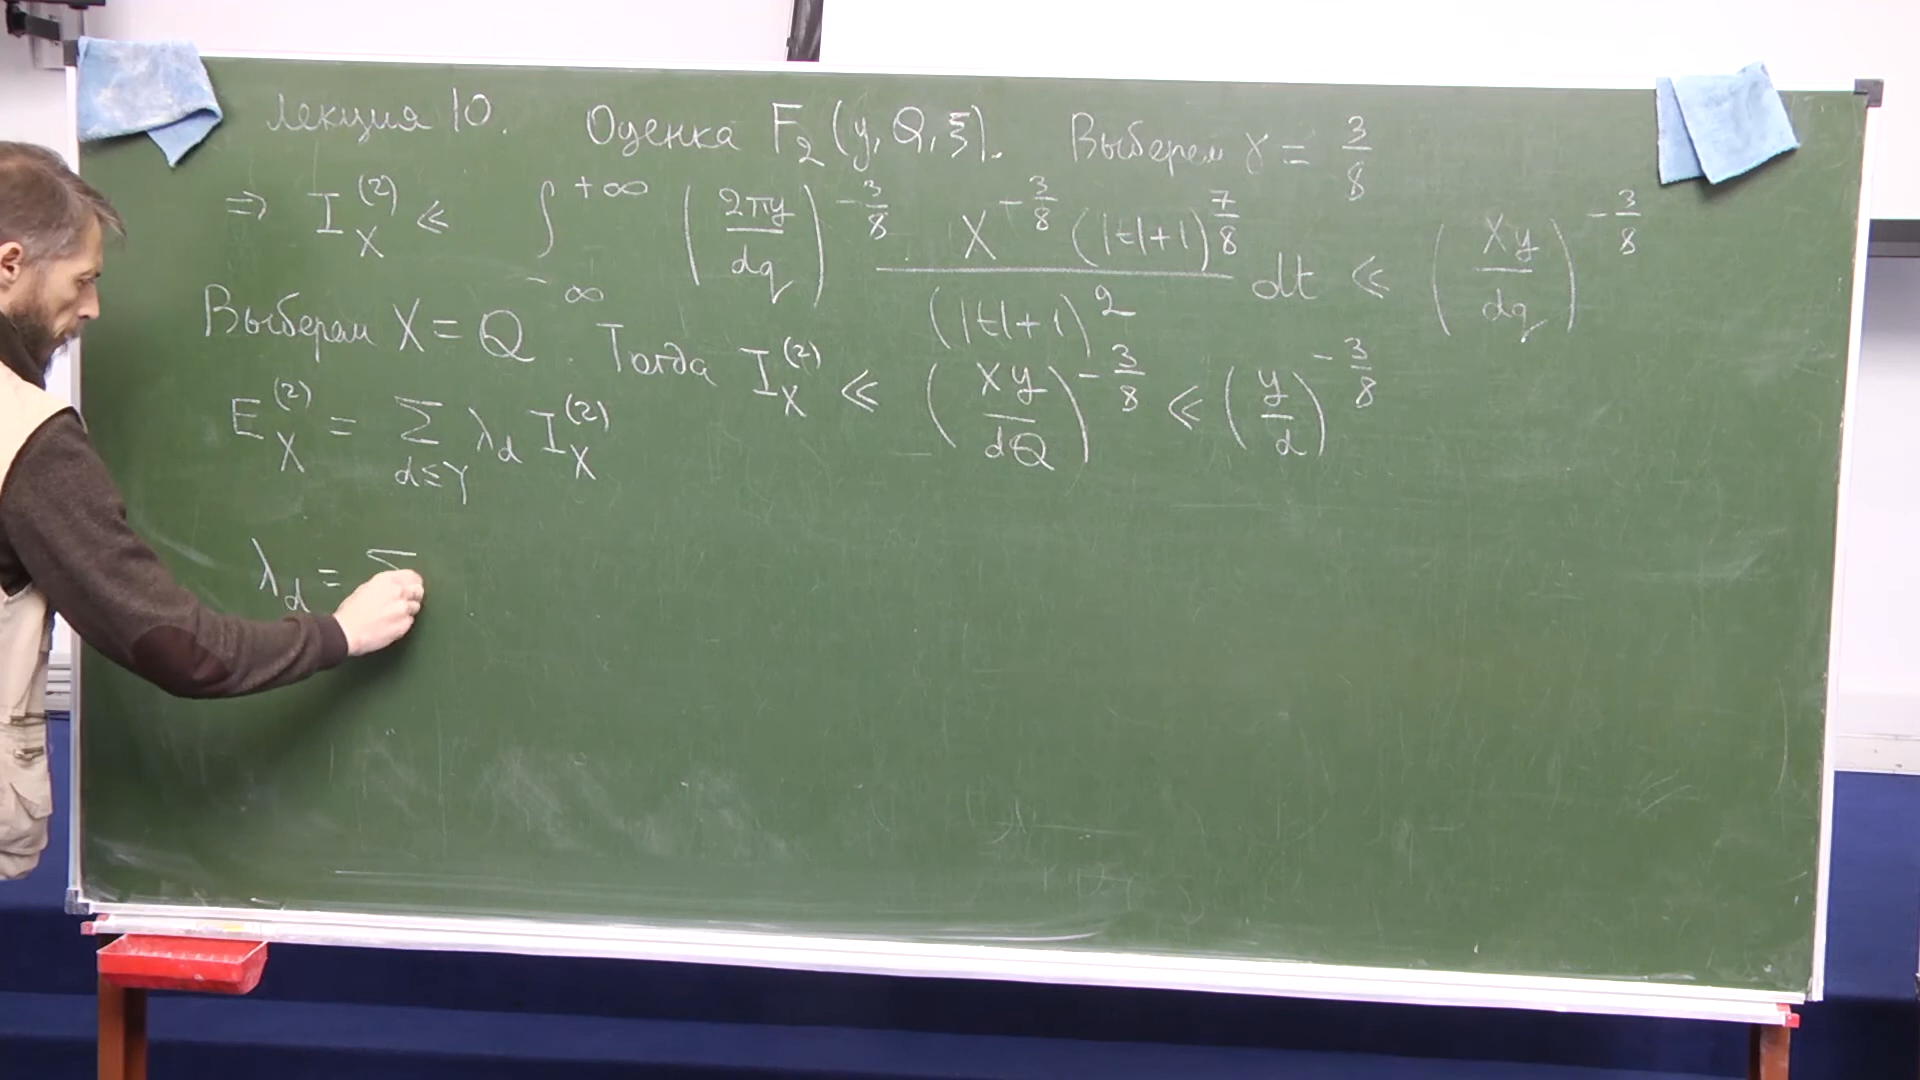 Лекция 10. Оценка F_2(y, Q, ξ). Выберем γ = 3/8
⇒ I_X^{(2)} ≪ ∫_{-∞}^{+∞} (2πy/dq)^{-3/8} X^{-3/8} (|t|+1)^{7/8} / (|t|+1)^2 dt ≪ (Xy/dq)^{-3/8}
Выберем X = Q. Тогда I_X^{(2)} ≪ (Xy/dQ)^{-3/8} ≪ (y/d)^{-3/8}
E_X^{(2)} = Σ_{d≤Y} λ_d I_X^{(2)}
λ_d = Σ